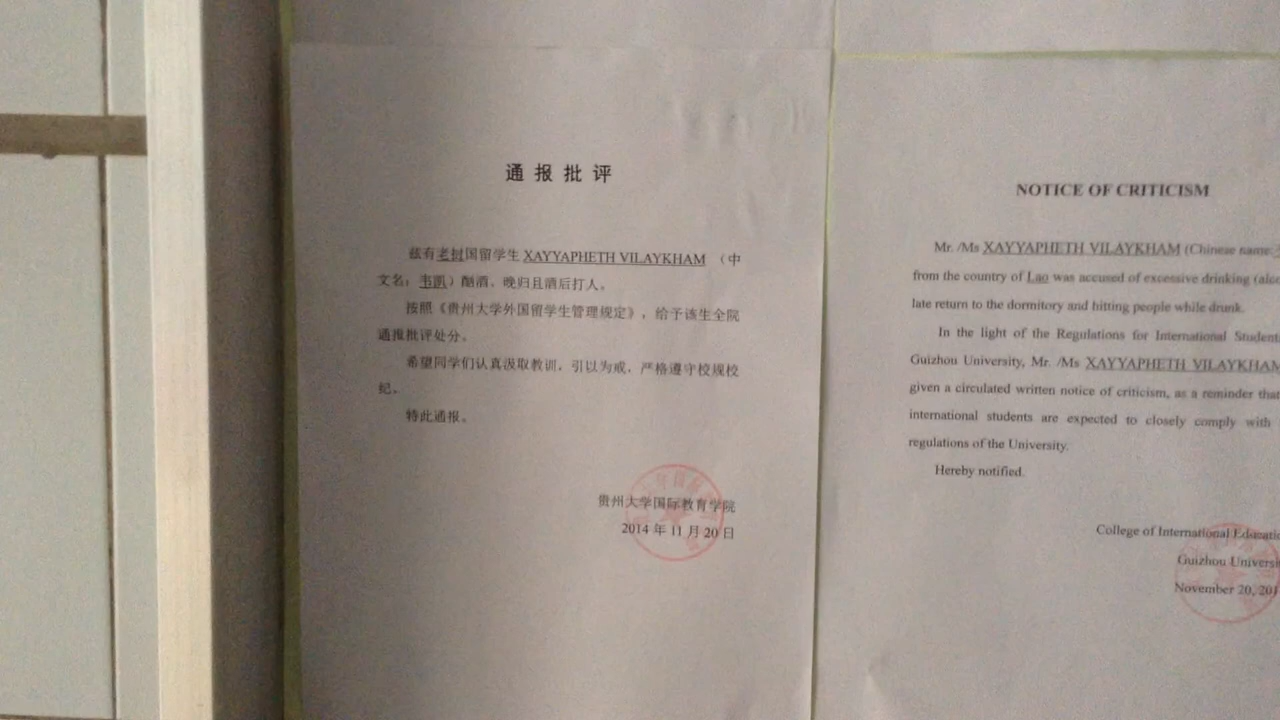 通报批评
兹有老挝国留学生 XAYYAPHETH VILAYKHAM （中
文名：韦凯）酗酒、晚归且酒后打人。
按照《贵州大学外国留学生管理规定》，给予该生全院
通报批评处分。
希望同学们认真汲取教训，引以为戒，严格遵守校规校
纪。
特此通报。
贵州大学国际教育学院
2014 年 11 月 20 日
NOTICE OF CRITICISM
Mr. /Ms XAYYAPHETH VILAYKHAM (Chinese name:
from the country of Lao was accused of excessive drinking
late return to the dormitory and hitting people while drunk.
In the light of the Regulations for International
Guizhou University, Mr. /Ms XAYYAPHETH VILAYKHAM
given a circulated written notice of criticism, as a reminder that
international students are expected to closely comply with
regulations of the University.
Hereby notified.
College of International
Guizhou
November 20,